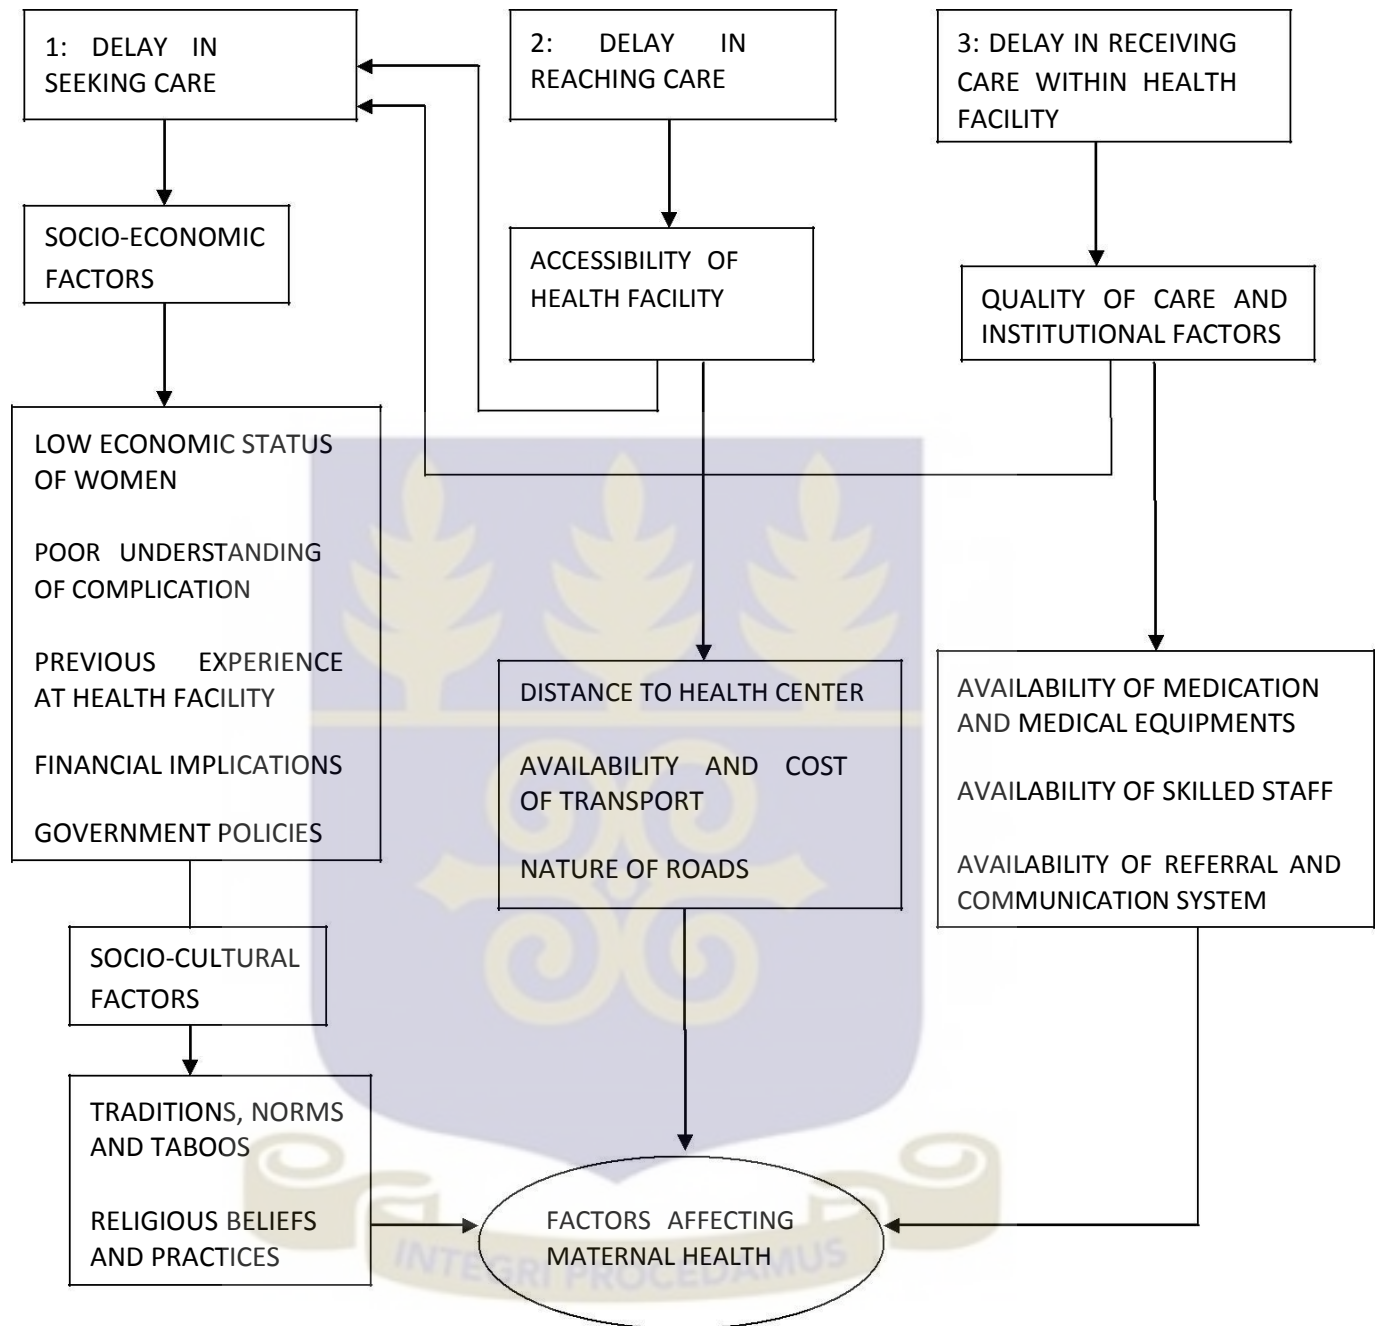 1: DELAY IN
SEEKING CARE
2: DELAY IN
REACHING CARE
3: DELAY IN RECEIVING
CARE WITHIN HEALTH
FACILITY
SOCIO-ECONOMIC
FACTORS
ACCESSIBILITY OF
HEALTH FACILITY
QUALITY OF CARE AND
INSTITUTIONAL FACTORS
LOW ECONOMIC STATUS
OF WOMEN
POOR UNDERSTANDING
OF COMPLICATION
PREVIOUS EXPERIENCE
AT HEALTH FACILITY
FINANCIAL IMPLICATIONS
GOVERNMENT POLICIES
DISTANCE TO HEALTH CENTER
AVAILABILITY AND COST
OF TRANSPORT
NATURE OF ROADS
AVAILABILITY OF MEDICATION
AND MEDICAL EQUIPMENTS
AVAILABILITY OF SKILLED STAFF
AVAILABILITY OF REFERRAL AND
COMMUNICATION SYSTEM
SOCIO-CULTURAL
FACTORS
TRADITIONS, NORMS
AND TABOOS
RELIGIOUS BELIEFS
AND PRACTICES
FACTORS AFFECTING
MATERNAL HEALTH
INTEGRI PROCEDAMUS